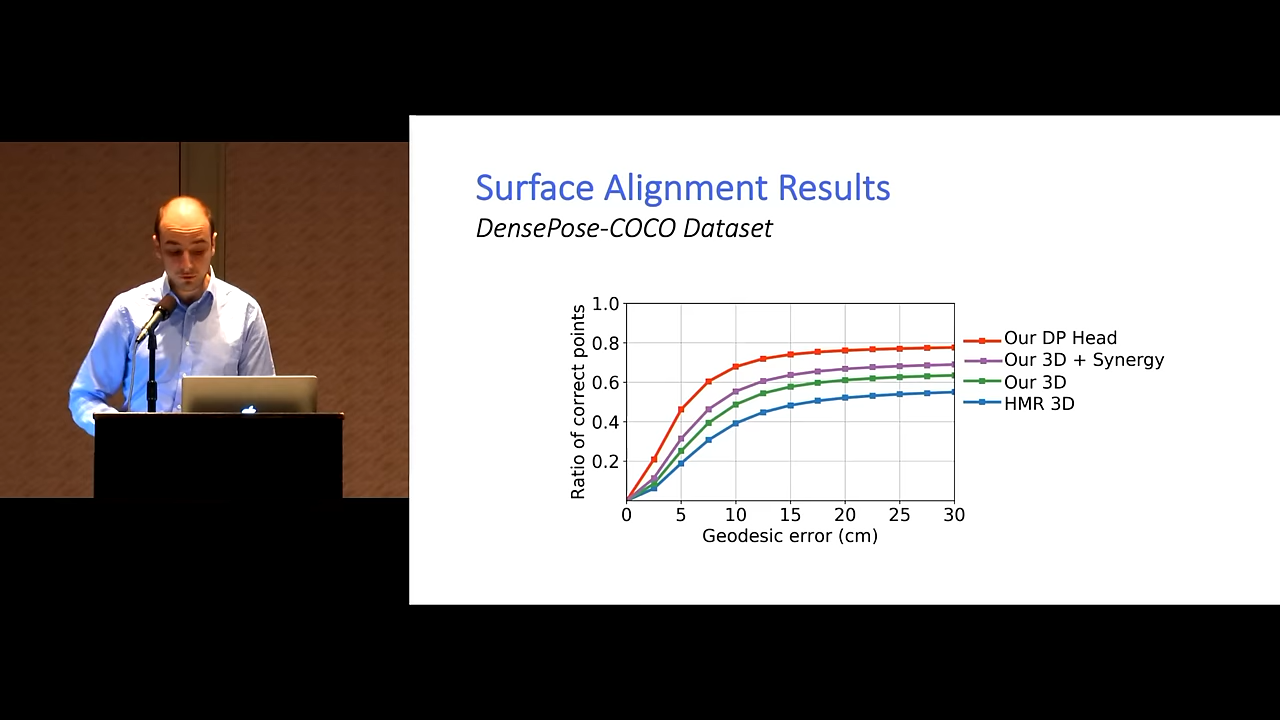 Surface Alignment Results
DensePose-COCO Dataset
Ratio of correct points
1.0
0.8
0.6
0.4
0.2
0 5 10 15 20 25 30
Geodesic error (cm)
Our DP Head
Our 3D + Synergy
Our 3D
HMR 3D